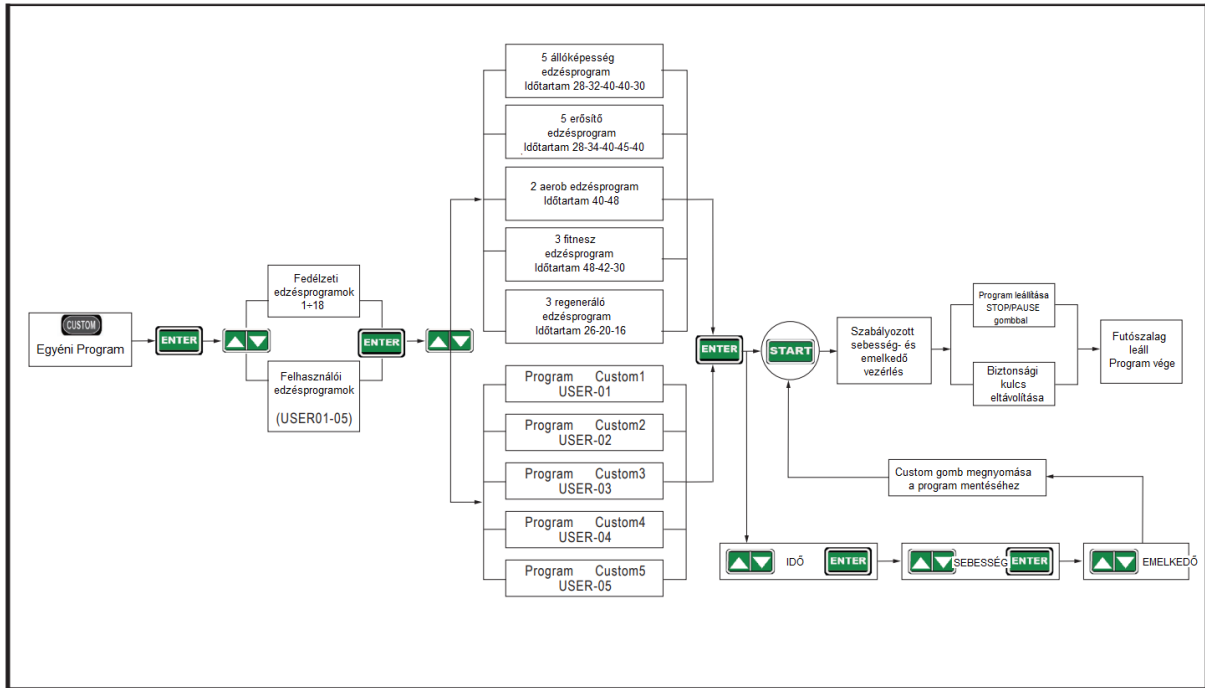 CUSTOM
Egyéni Program
ENTER
Fedélzeti
edzésprogramok
1÷18
Felhasználói
edzésprogramok
(USER01-05)
ENTER
5 állóképesség
edzésprogram
Időtartam 28-32-40-40-30
5 erősítő
edzésprogram
Időtartam 28-34-40-45-40
2 aerob edzésprogram
Időtartam 40-48
3 fitnesz
edzésprogram
Időtartam 48-42-30
3 regeneráló
edzésprogram
Időtartam 26-20-16
Program Custom1
USER-01
Program Custom2
USER-02
Program Custom3
USER-03
Program Custom4
USER-04
Program Custom5
USER-05
ENTER
START
Szabályozott
sebesség- és
emelkedő
vezérlés
Program leállítása
STOP/PAUSE
gombbal
Biztonsági
kulcs
eltávolítása
Futószalag
leáll
Program vége
Custom gomb megnyomása
a program mentéséhez
IDŐ ENTER
SEBESSÉG ENTER
EMELKEDŐ